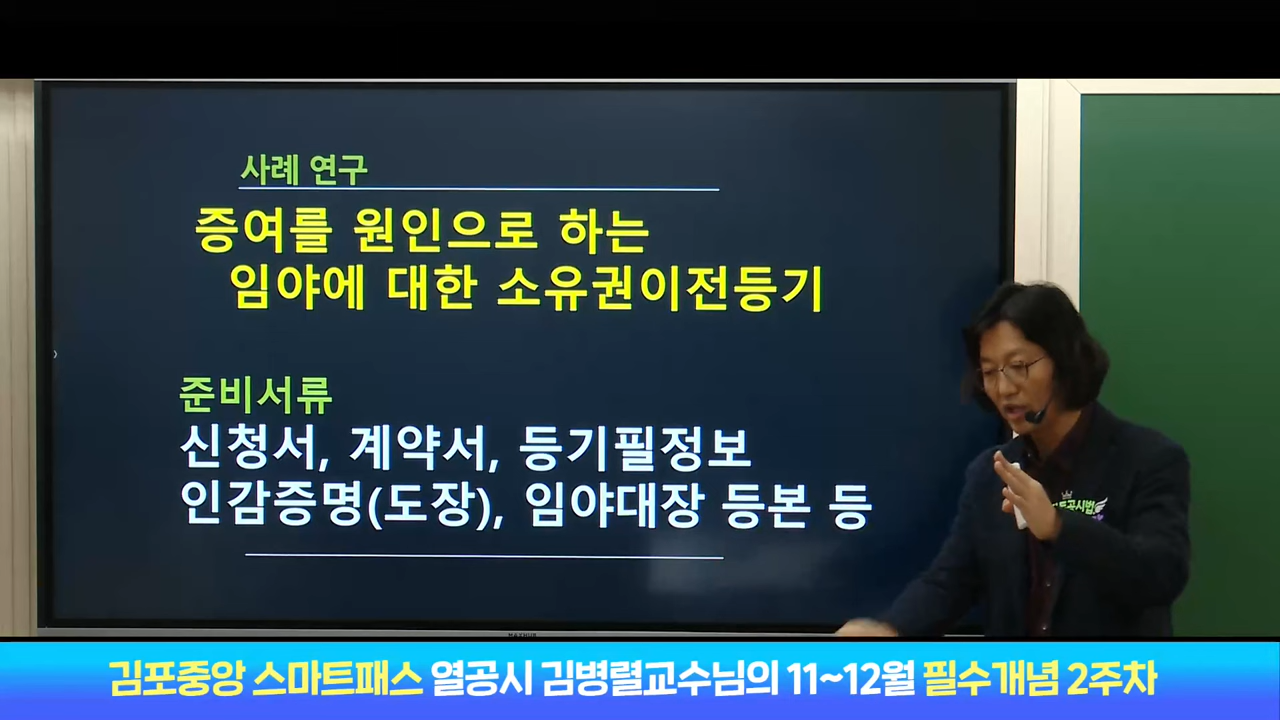 사례 연구
증여를 원인으로 하는
임야에 대한 소유권이전등기
준비서류
신청서, 계약서, 등기필정보
인감증명(도장), 임야대장 등본 등
김포중앙 스마트패스 열공시 김병렬교수님의 11~12월 필수개념 2주차